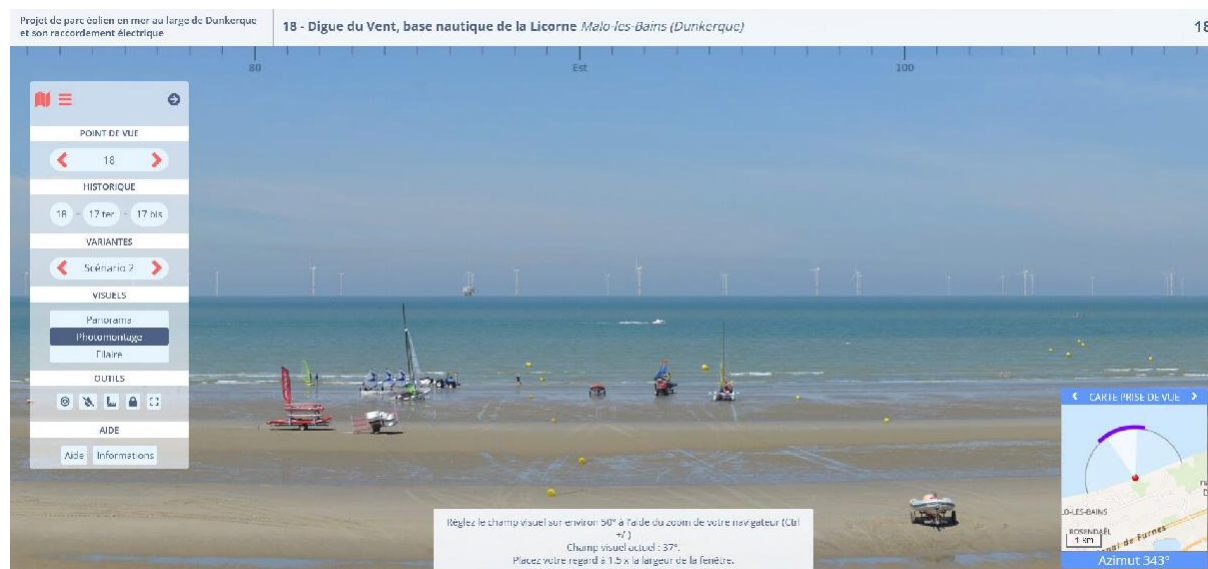 Projet de parc éolien en mer au large de Dunkerque
et son raccordement électrique
18 - Digue du Vent, base nautique de la Licorne Malo-les-Bains (Dunkerque)
18
80
Est
100
POINT DE VUE
18
HISTORIQUE
18 - 17 ter - 17 bis
VARIANTES
Scénario 2
VISUELS
Panorama
Photomontage
Filaire
OUTILS
AIDE
Aide Informations
CARTE PRISE DE VUE
LO-LES-BAINS
ROSENDAËL
1 km
de Furnes
Azimut 343°
Réglez le champ visuel sur environ 50° à l'aide du zoom de votre navigateur (Ctrl
+/-)
Champ visuel actuel : 37°.
Placez votre regard à 1.5 x la largeur de la fenêtre.